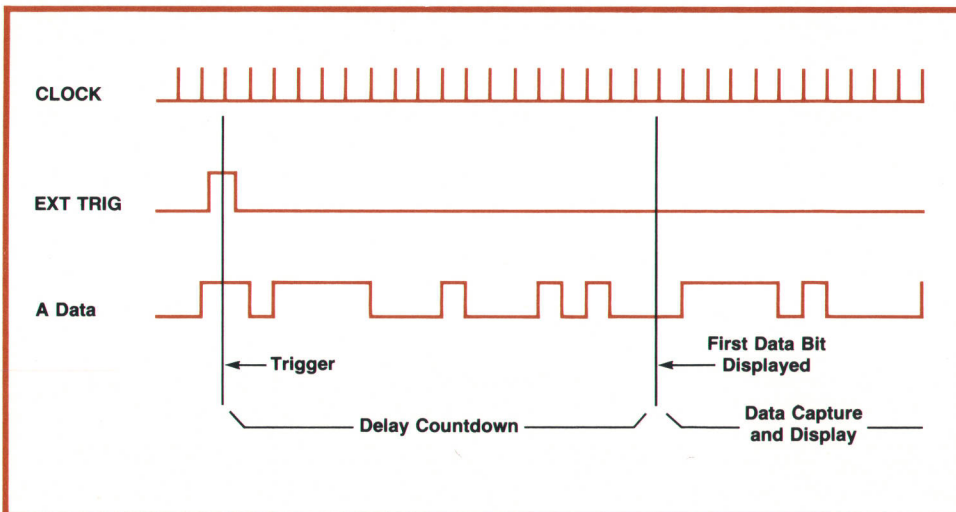 CLOCK
EXT TRIG
A Data
Trigger
First Data Bit
Displayed
Delay Countdown
Data Capture
and Display